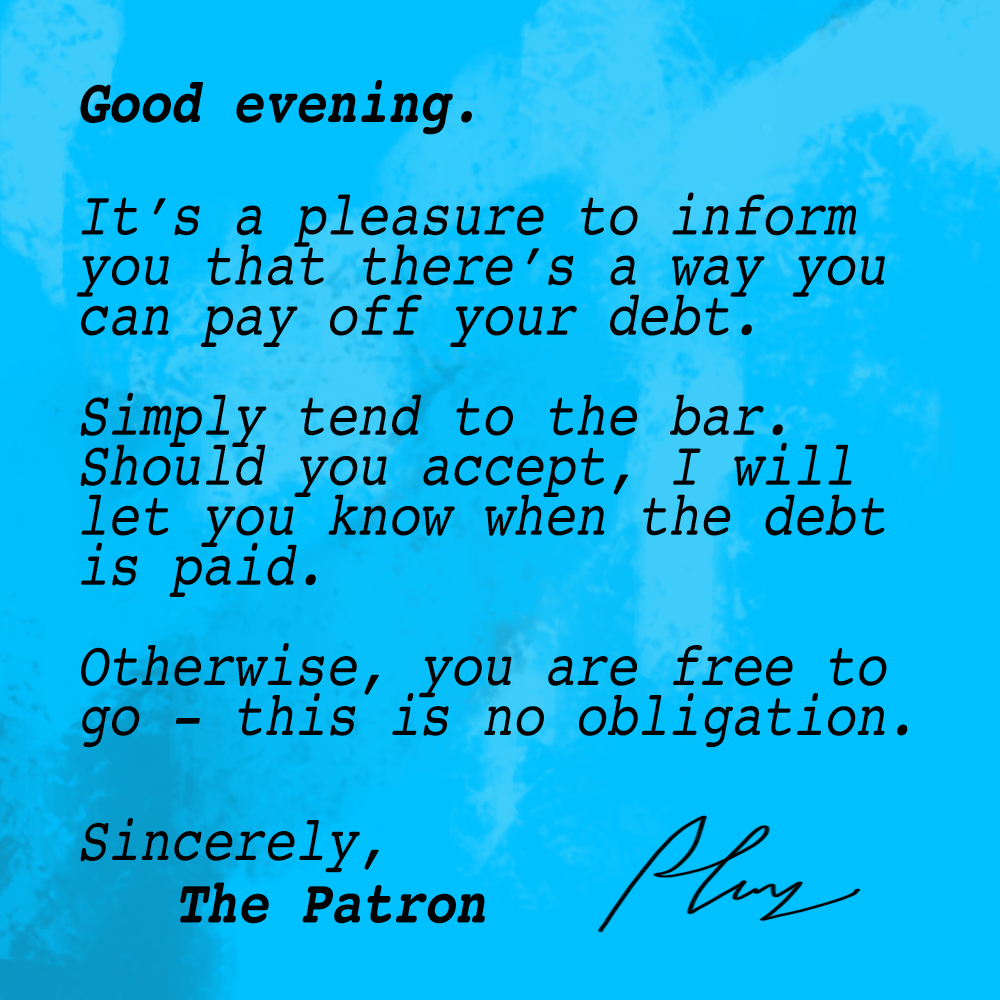 Good evening.
It’s a pleasure to inform
you that there’s a way you
can pay off your debt.
Simply tend to the bar.
Should you accept, I will
let you know when the debt
is paid.
Otherwise, you are free to
go – this is no obligation.
Sincerely,
The Patron